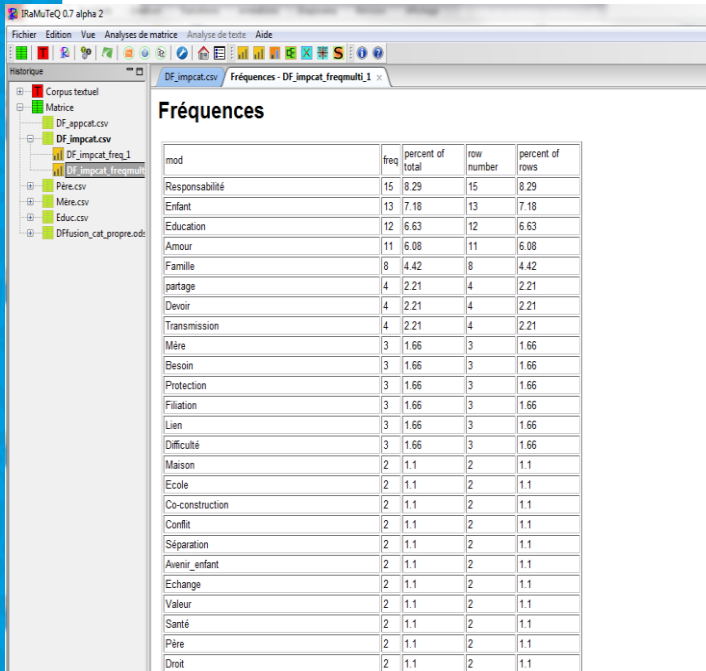 IRaMuTeQ 0.7 alpha 2
Fichier Edition Vue Analyses de matrice Analyse de texte Aide
Historique
Corpus textuel
Matrice
DF_appcat.csv
DF_impcat.csv
DF_impcat_freq_1
DF_impcat_freqmult
Père.csv
Mère.csv
Educ.csv
DFfusion_cat_propre.ods
DF_impcat.csv Fréquences - DF_impcat_freqmulti_1
Fréquences
mod freq percent of total row number percent of rows
Responsabilité 15 8.29 15 8.29
Enfant 13 7.18 13 7.18
Education 12 6.63 12 6.63
Amour 11 6.08 11 6.08
Famille 8 4.42 8 4.42
partage 4 2.21 4 2.21
Devoir 4 2.21 4 2.21
Transmission 4 2.21 4 2.21
Mère 3 1.66 3 1.66
Besoin 3 1.66 3 1.66
Protection 3 1.66 3 1.66
Filiation 3 1.66 3 1.66
Lien 3 1.66 3 1.66
Difficulté 3 1.66 3 1.66
Maison 2 1.1 2 1.1
Ecole 2 1.1 2 1.1
Co-construction 2 1.1 2 1.1
Conflit 2 1.1 2 1.1
Séparation 2 1.1 2 1.1
Avenir_enfant 2 1.1 2 1.1
Echange 2 1.1 2 1.1
Valeur 2 1.1 2 1.1
Santé 2 1.1 2 1.1
Père 2 1.1 2 1.1
Droit 2 1.1 2 1.1